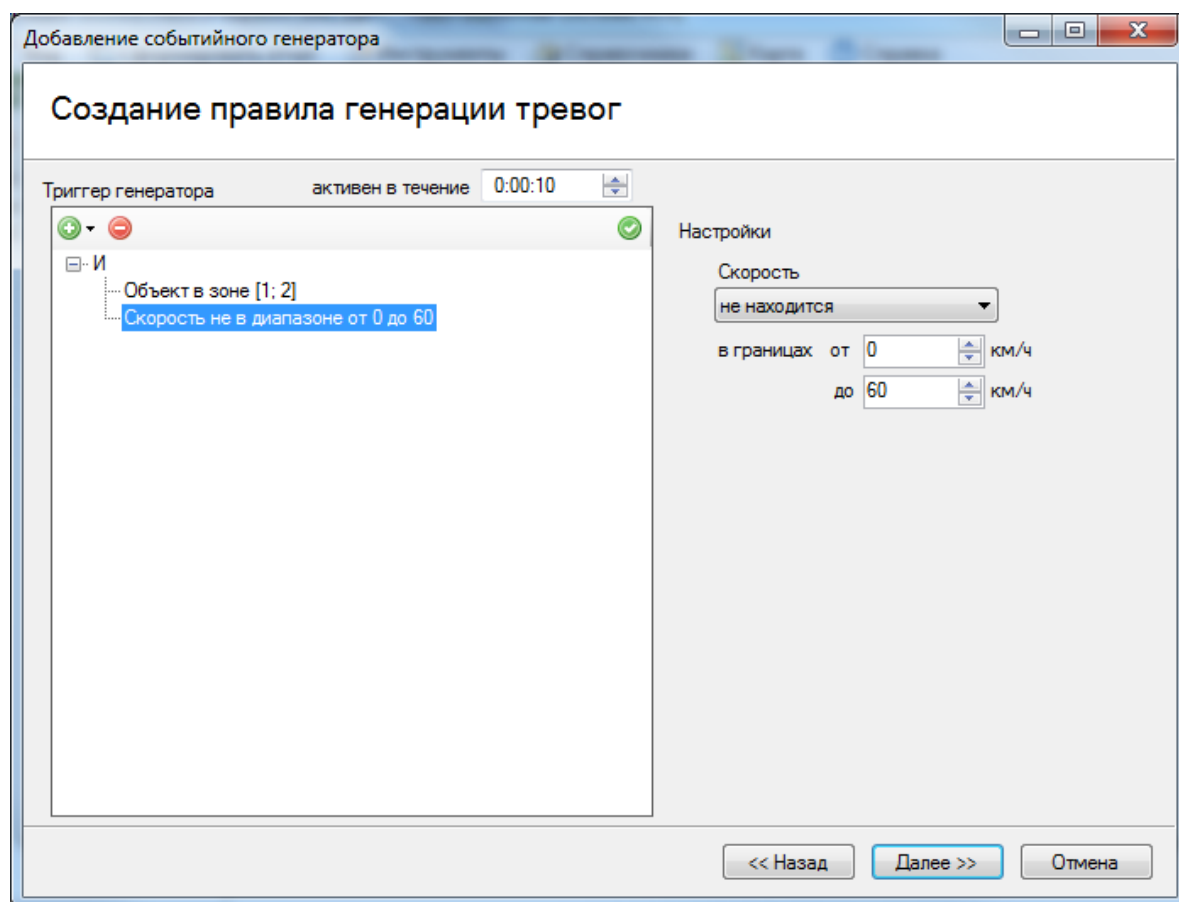 Добавление событийного генератора
Создание правила генерации тревог
Триггер генератора активен в течение 0:00:10
Настройки
И
Объект в зоне [1; 2]
Скорость не в диапазоне от 0 до 60
Скорость
не находится
в границах от 0 км/ч
до 60 км/ч
<< Назад Далее >> Отмена